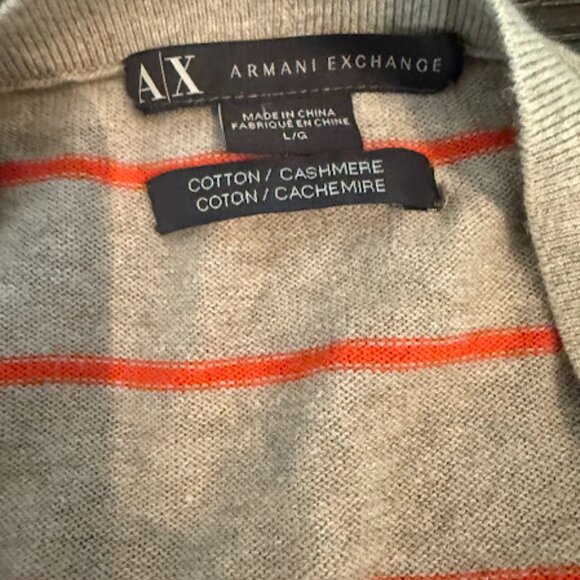 A|X ARMANI EXCHANGE
MADE IN CHINA
FABRIQUÉ EN CHINE
L/G
COTTON / CASHMERE
COTON / CACHEMIRE